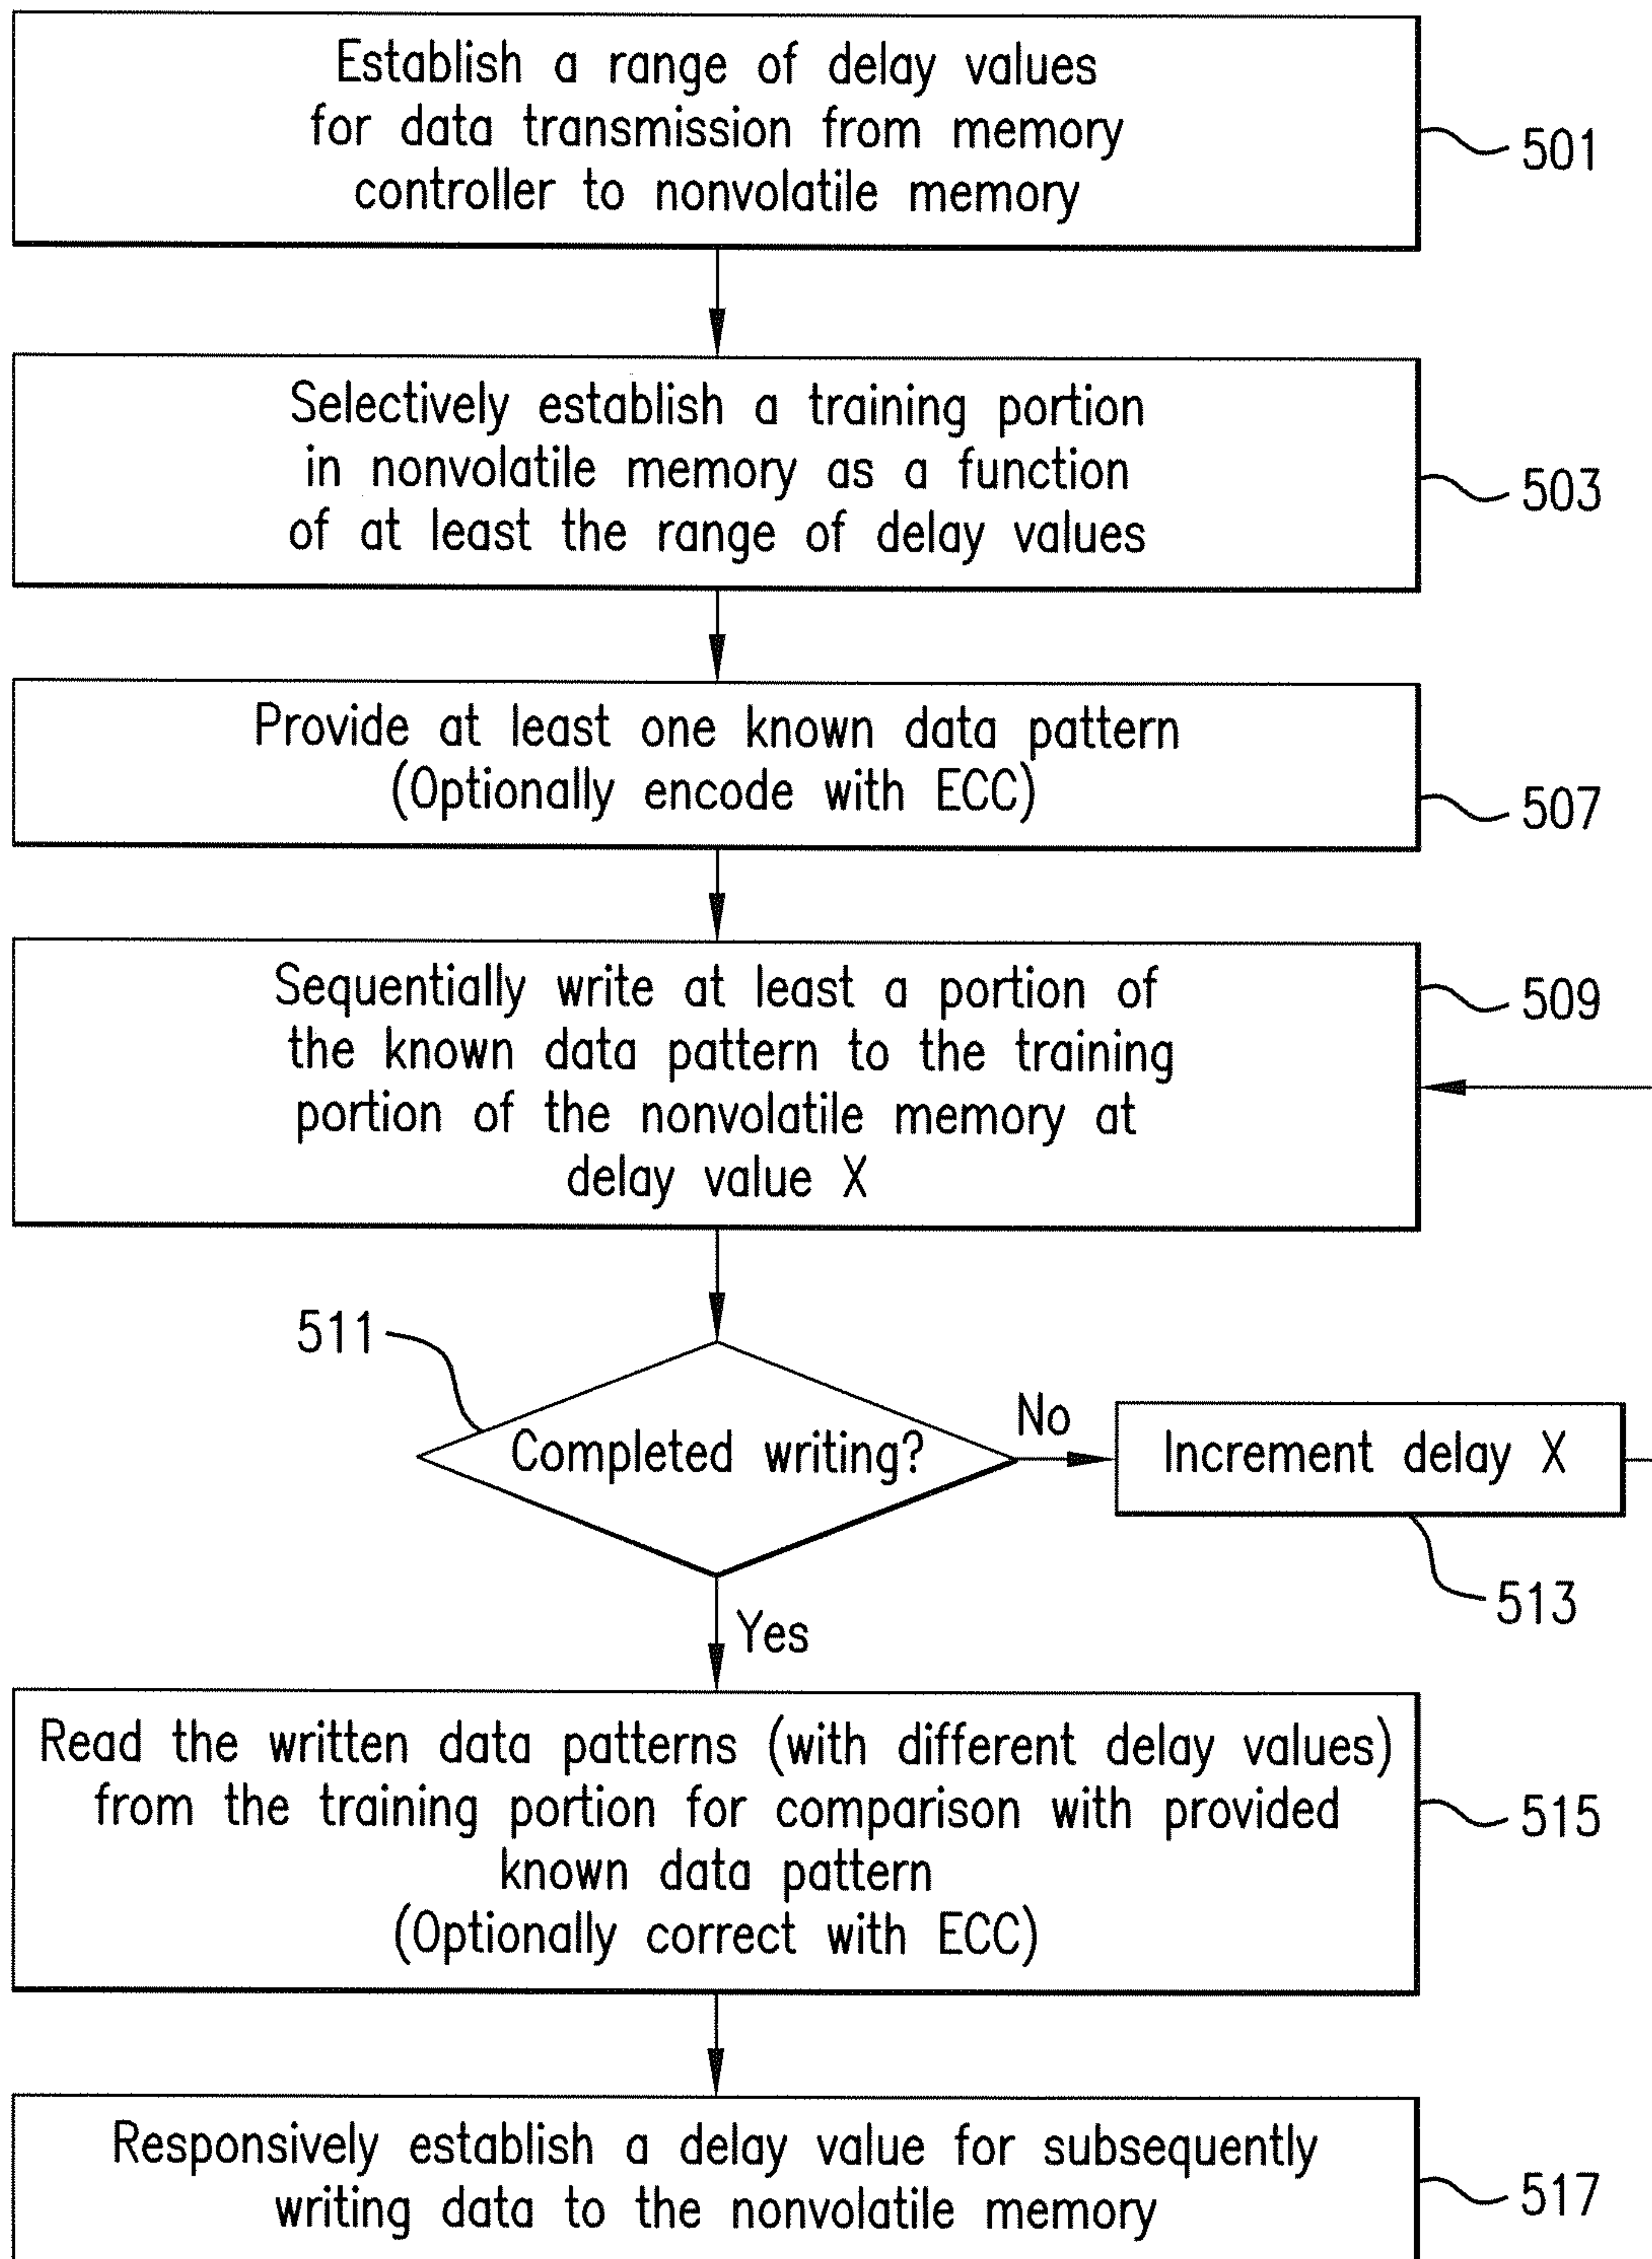 Establish a range of delay values
for data transmission from memory
controller to nonvolatile memory
501
Selectively establish a training portion
in nonvolatile memory as a function
of at least the range of delay values
503
Provide at least one known data pattern
(Optionally encode with ECC)
507
Sequentially write at least a portion of
the known data pattern to the training
portion of the nonvolatile memory at
delay value X
509
511
Completed writing?
No
Increment delay X
513
Yes
Read the written data patterns (with different delay values)
from the training portion for comparison with provided
known data pattern
(Optionally correct with ECC)
515
Responsively establish a delay value for subsequently
writing data to the nonvolatile memory
517